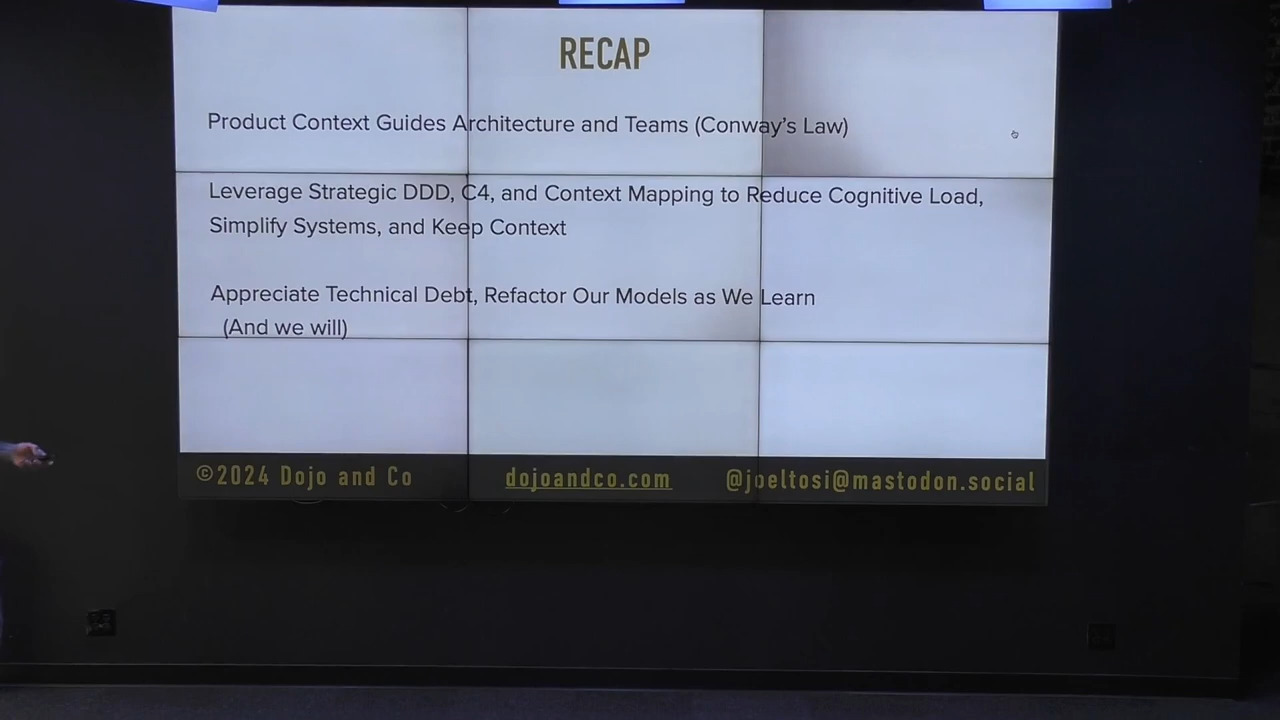 RECAP
Product Context Guides Architecture and Teams (Conway's Law)
Leverage Strategic DDD, C4, and Context Mapping to Reduce Cognitive Load,
Simplify Systems, and Keep Context
Appreciate Technical Debt, Refactor Our Models as We Learn
(And we will)
©2024 Dojo and Co
dojoandco.com
@joeltosi@mastodon.social